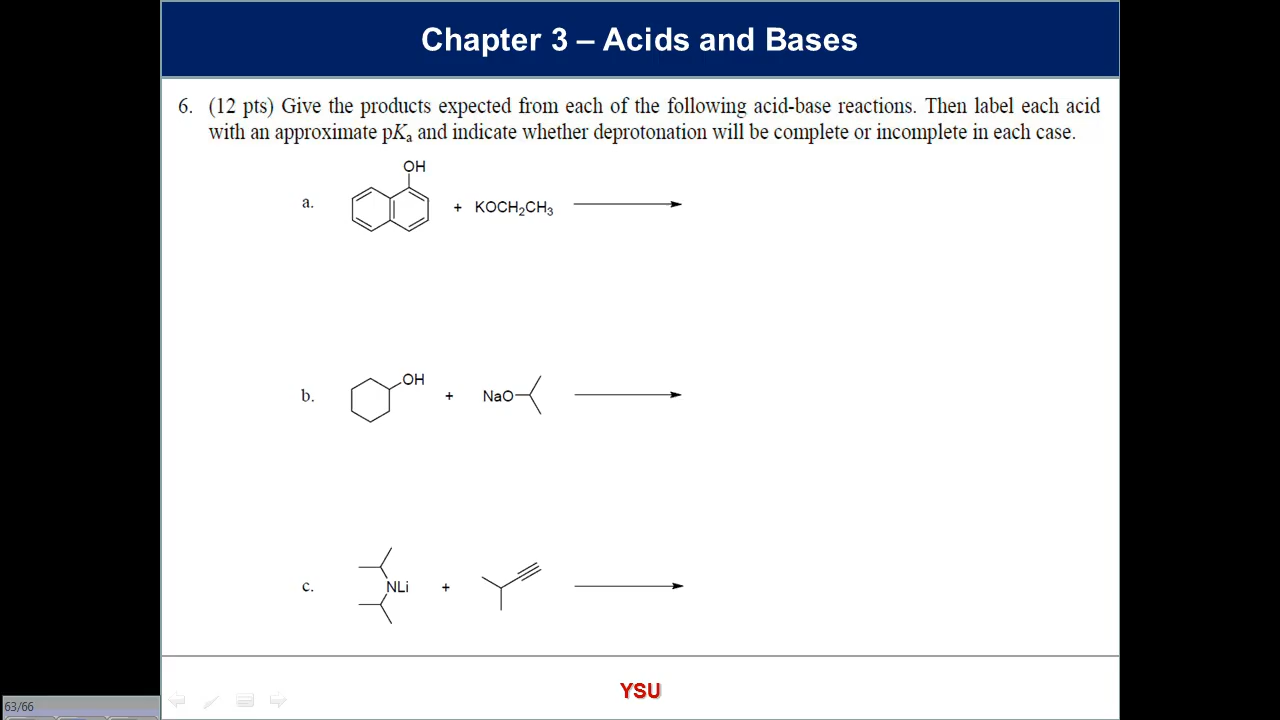 Chapter 3 – Acids and Bases
6. (12 pts) Give the products expected from each of the following acid-base reactions. Then label each acid
with an approximate pKₐ and indicate whether deprotonation will be complete or incomplete in each case.
OH
a. + KOCH₂CH₃
OH
b. + NaO
c. NLi +
YSU
63/66